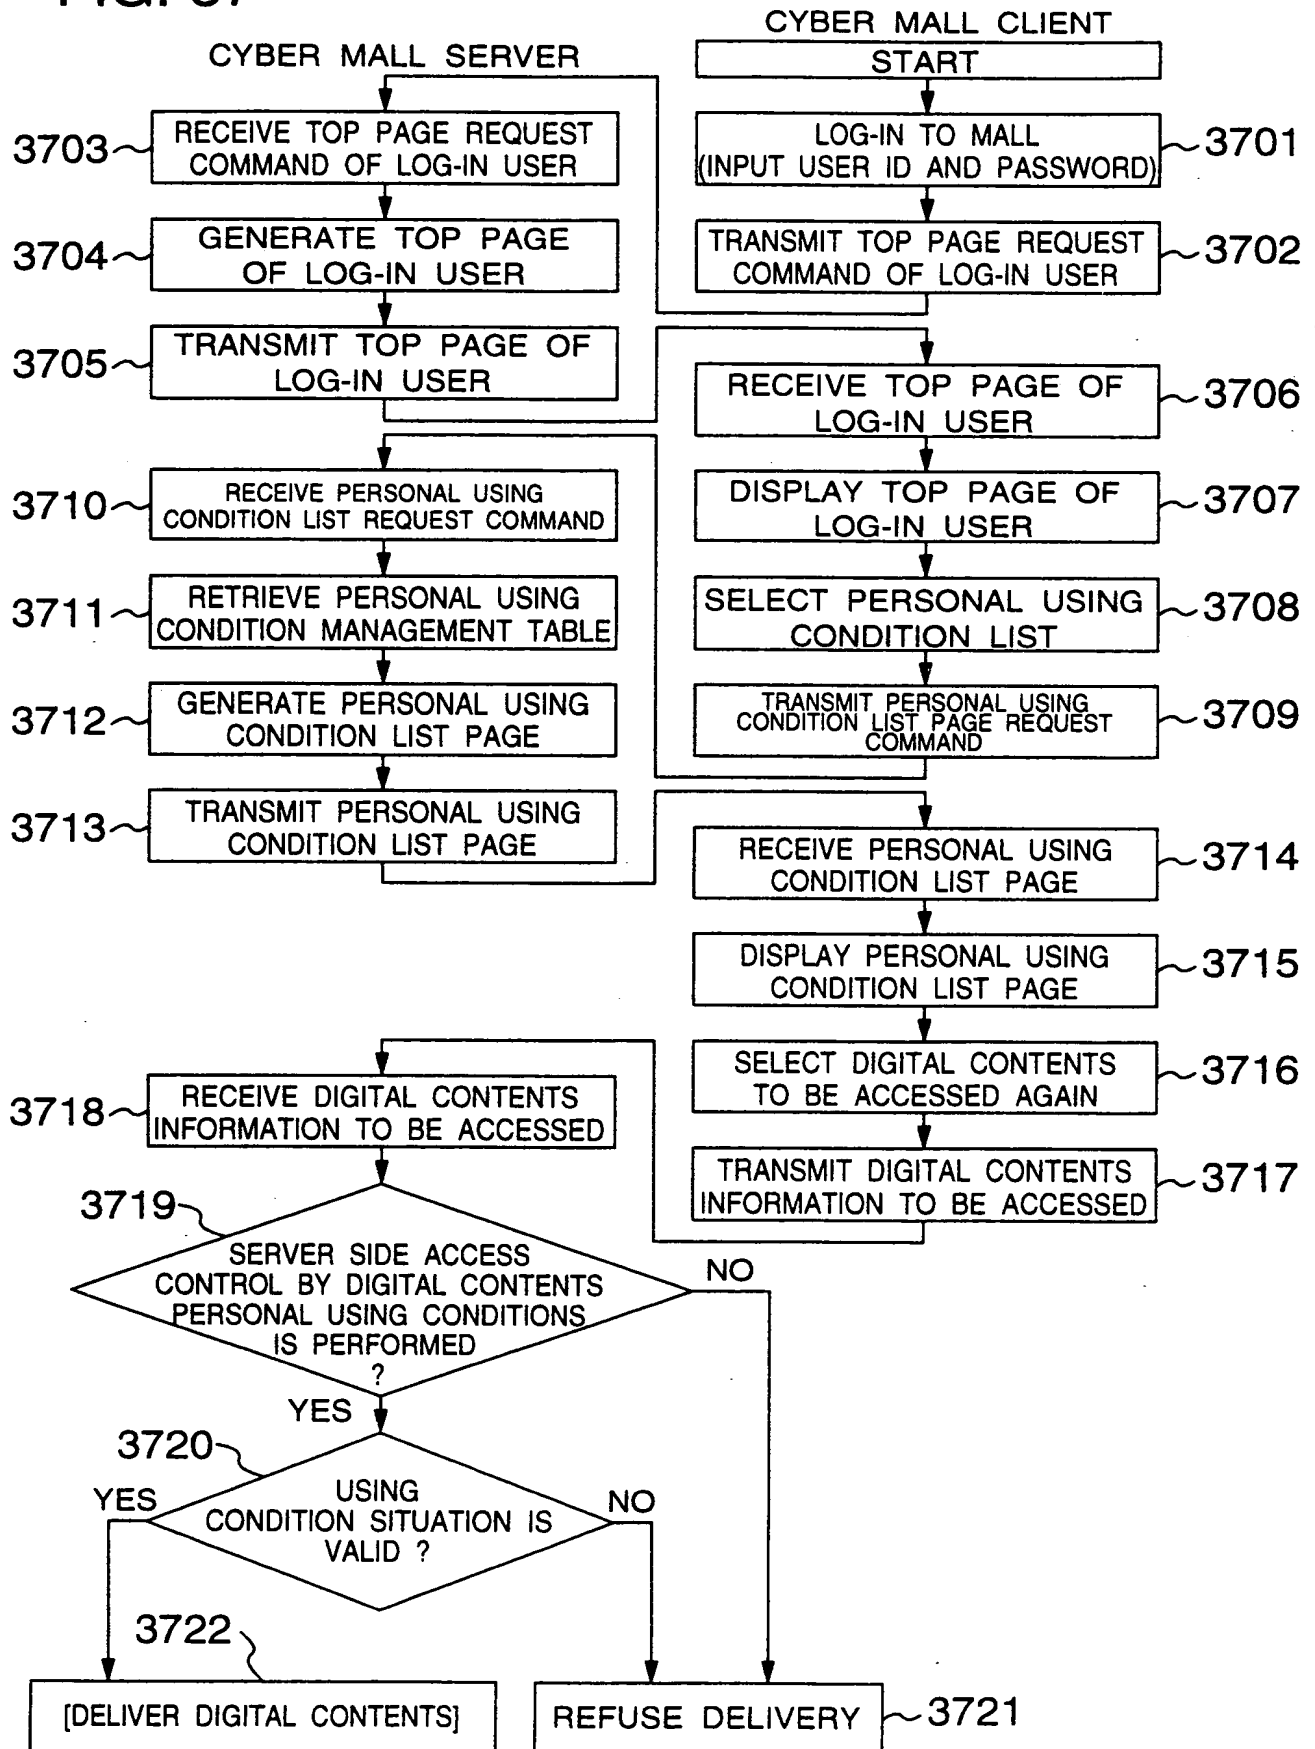 CYBER MALL SERVER
CYBER MALL CLIENT
START
3701
LOG-IN TO MALL
(INPUT USER ID AND PASSWORD)
3702
TRANSMIT TOP PAGE REQUEST
COMMAND OF LOG-IN USER
3703
RECEIVE TOP PAGE REQUEST
COMMAND OF LOG-IN USER
3704
GENERATE TOP PAGE
OF LOG-IN USER
3705
TRANSMIT TOP PAGE OF
LOG-IN USER
3706
RECEIVE TOP PAGE OF
LOG-IN USER
3707
DISPLAY TOP PAGE OF
LOG-IN USER
3708
SELECT PERSONAL USING
CONDITION LIST
3709
TRANSMIT PERSONAL USING
CONDITION LIST PAGE REQUEST
COMMAND
3710
RECEIVE PERSONAL USING
CONDITION LIST REQUEST COMMAND
3711
RETRIEVE PERSONAL USING
CONDITION MANAGEMENT TABLE
3712
GENERATE PERSONAL USING
CONDITION LIST PAGE
3713
TRANSMIT PERSONAL USING
CONDITION LIST PAGE
3714
RECEIVE PERSONAL USING
CONDITION LIST PAGE
3715
DISPLAY PERSONAL USING
CONDITION LIST PAGE
3716
SELECT DIGITAL CONTENTS
TO BE ACCESSED AGAIN
3717
TRANSMIT DIGITAL CONTENTS
INFORMATION TO BE ACCESSED
3718
RECEIVE DIGITAL CONTENTS
INFORMATION TO BE ACCESSED
3719
SERVER SIDE ACCESS
CONTROL BY DIGITAL CONTENTS
PERSONAL USING CONDITIONS
IS PERFORMED
?
NO
YES
3720
USING
CONDITION SITUATION IS
VALID ?
YES
NO
3722
[DELIVER DIGITAL CONTENTS]
REFUSE DELIVERY
3721